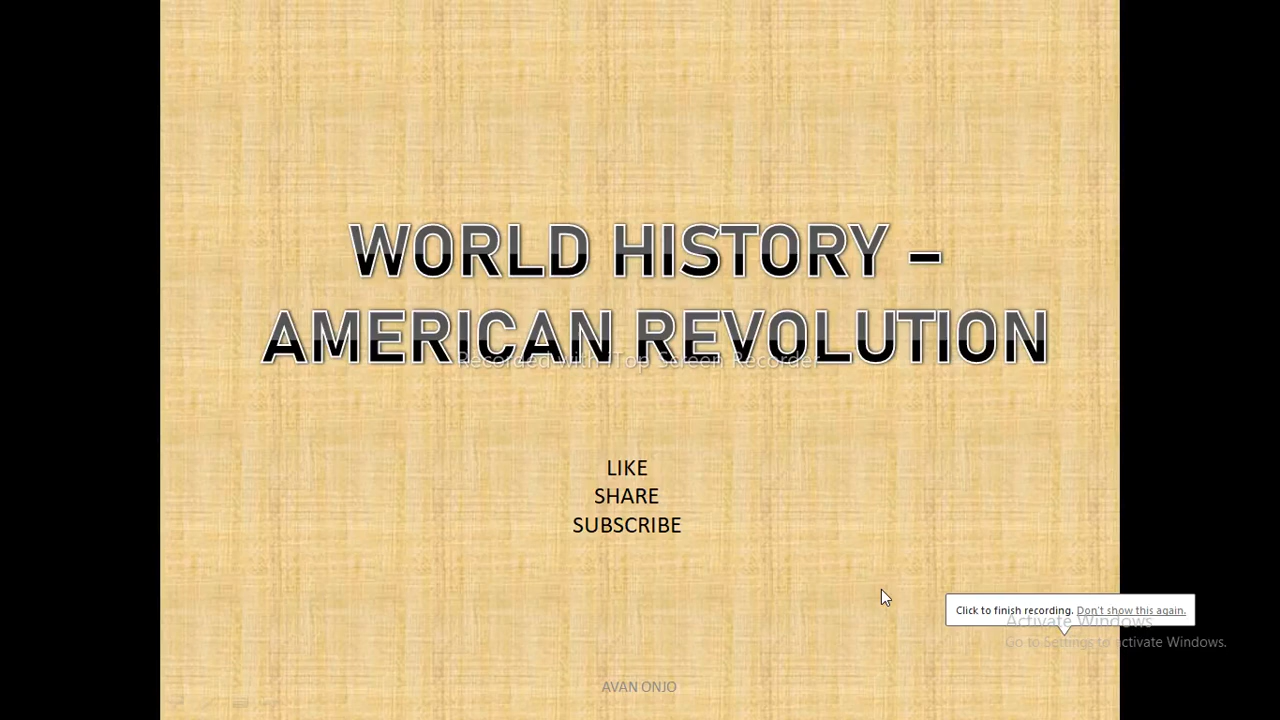 WORLD HISTORY –
AMERICAN REVOLUTION
Recorded with iTop Screen Recorder
LIKE
SHARE
SUBSCRIBE
Click to finish recording. Don't show this again.
Activate Windows
Go to Settings to activate Windows.
AVAN ONJO